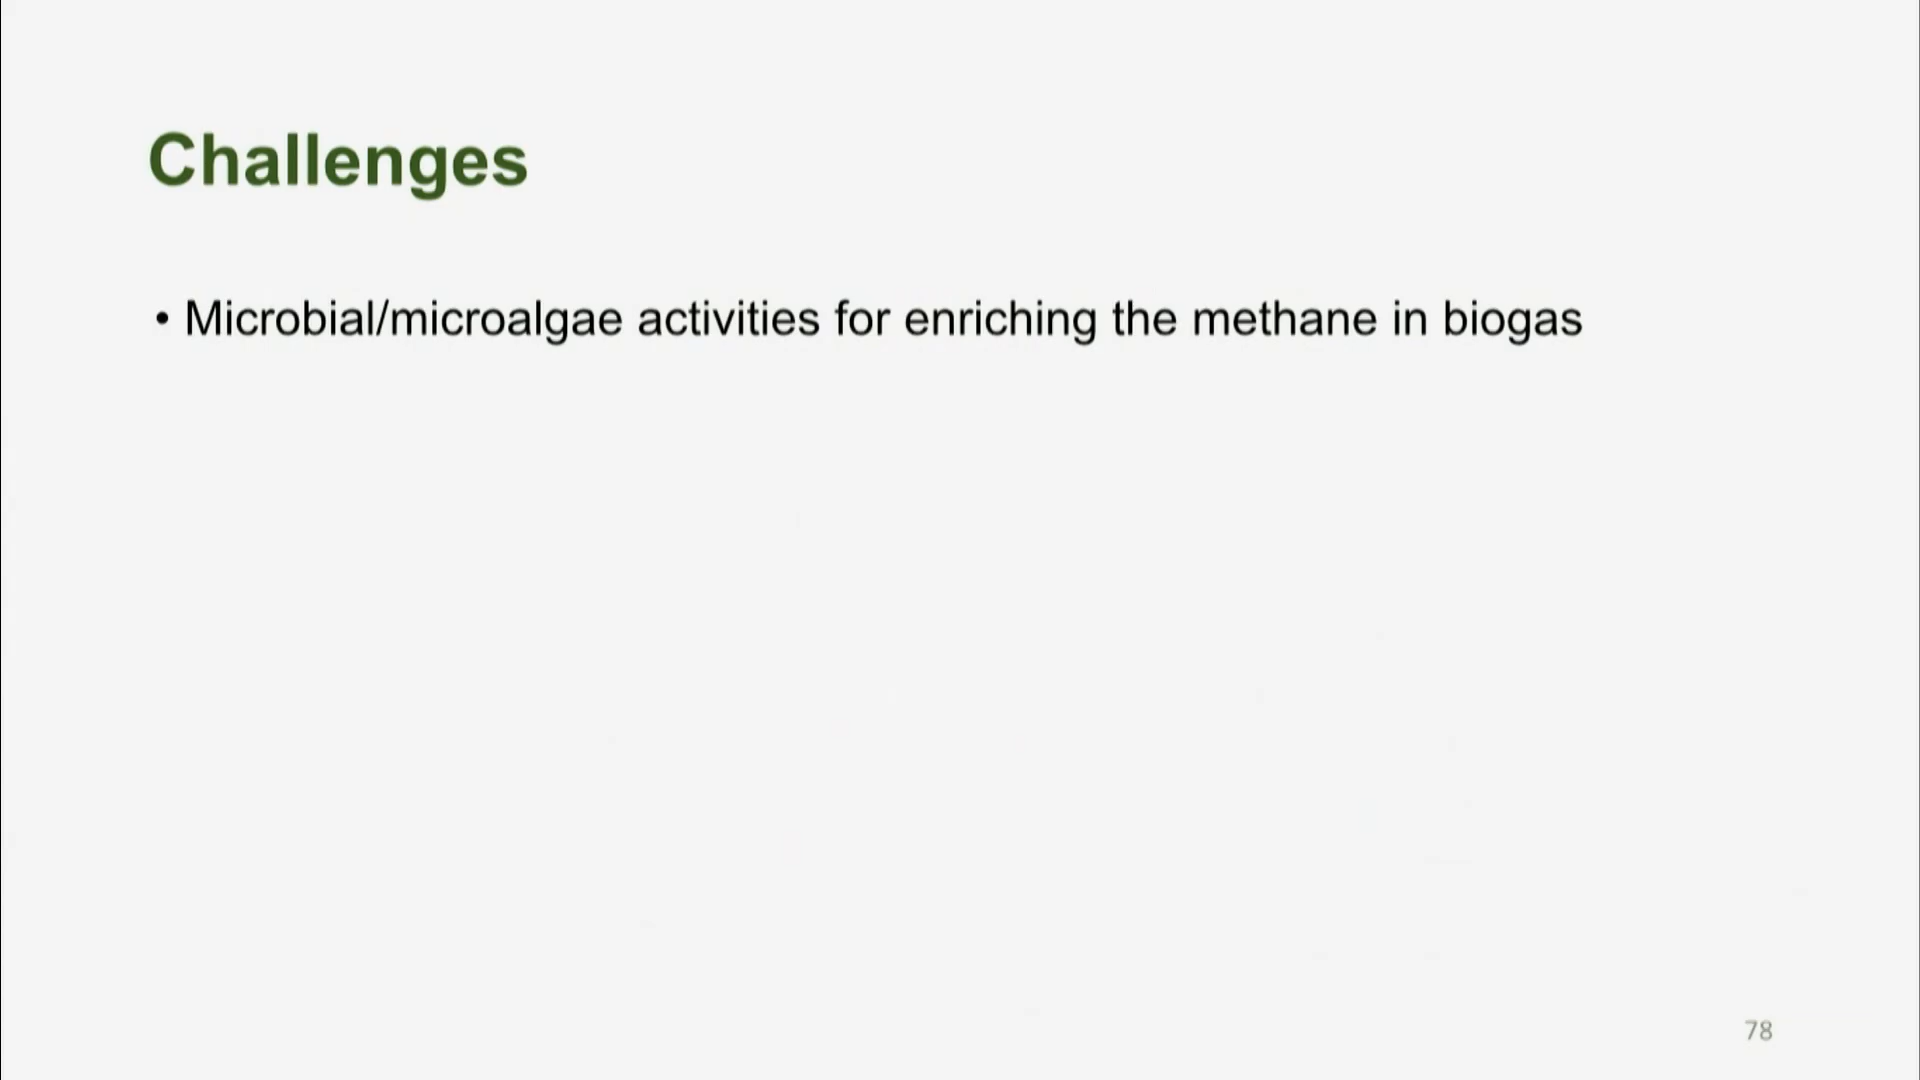 Challenges
• Microbial/microalgae activities for enriching the methane in biogas
78